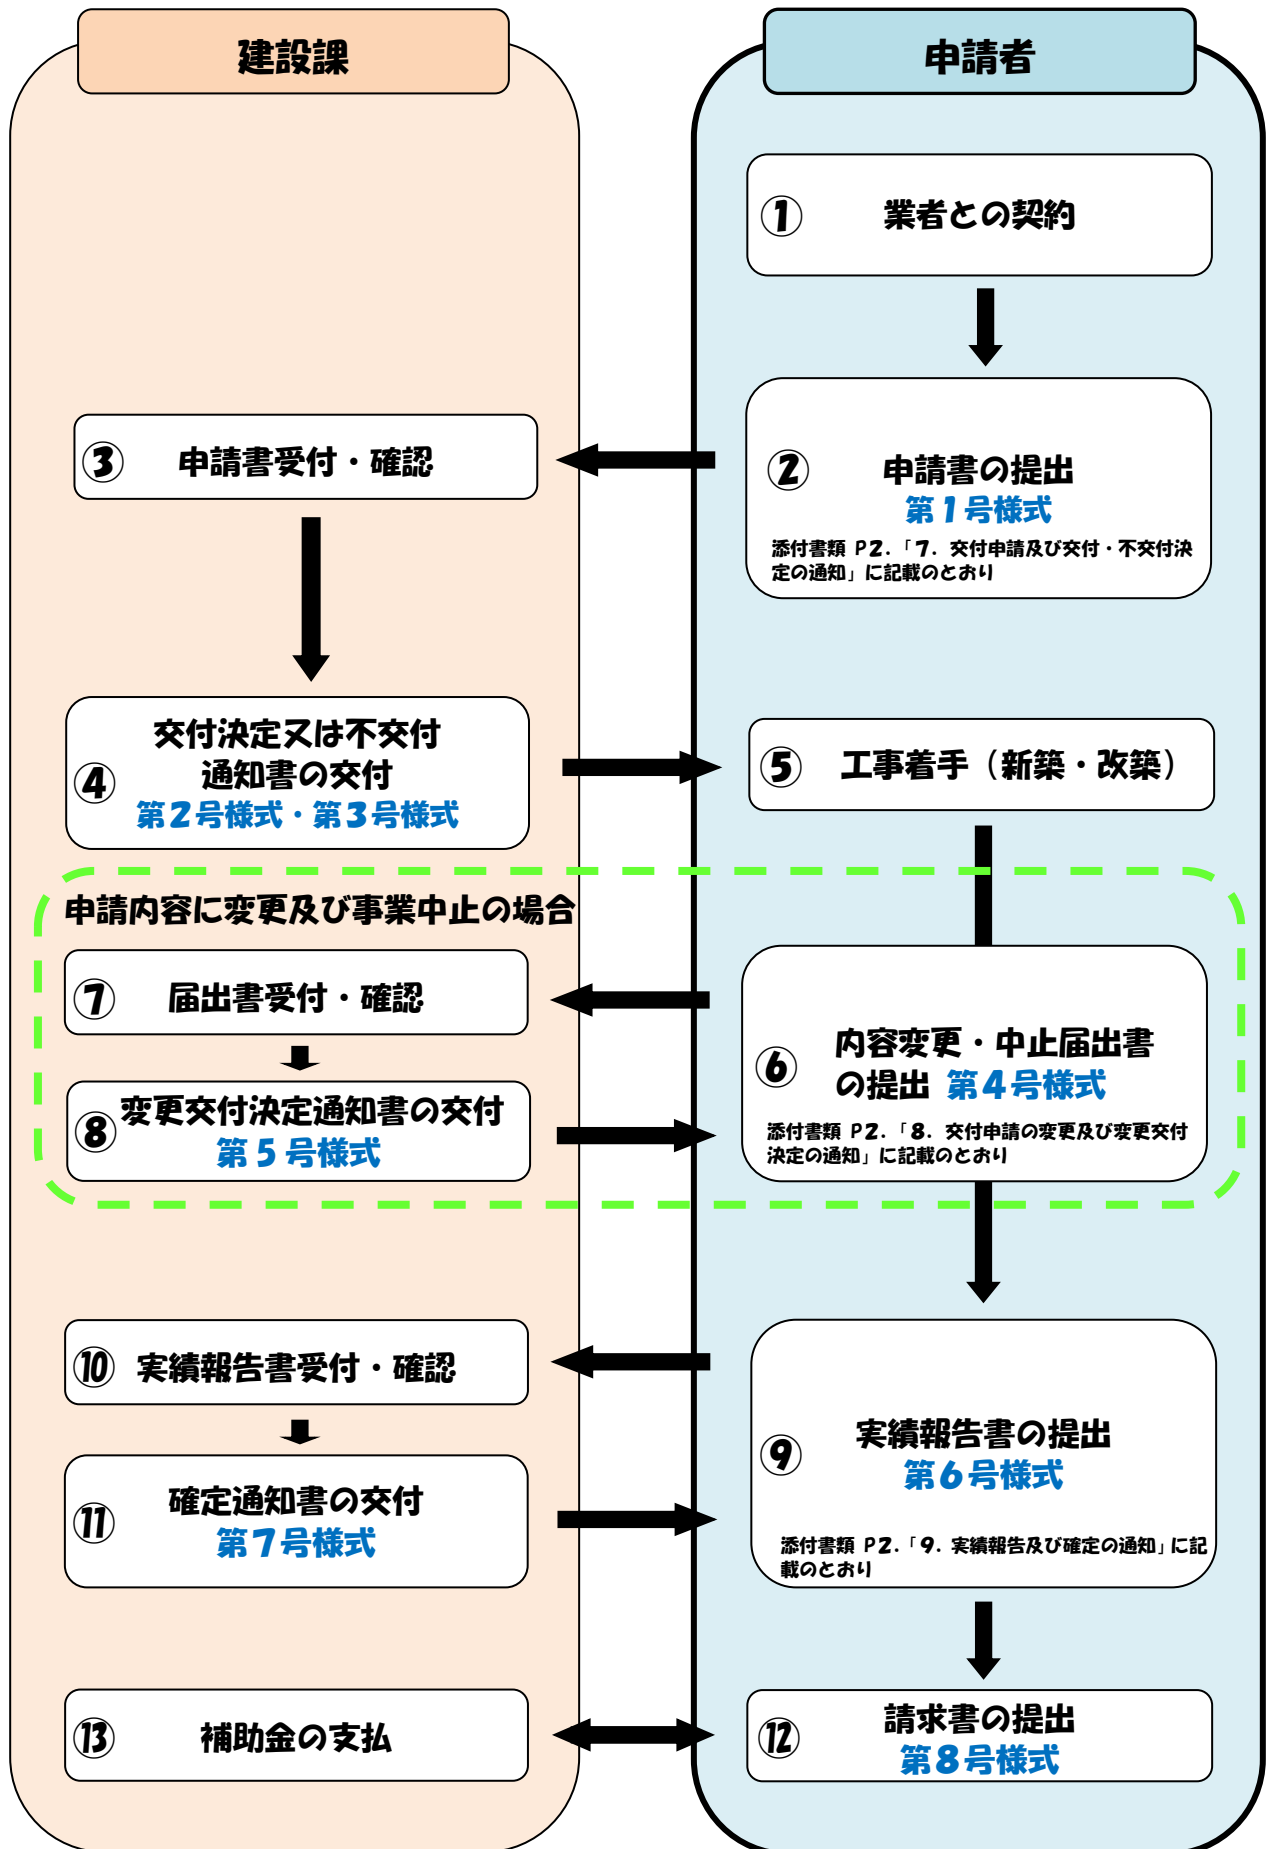 建設課
申請者
① 業者との契約
② 申請書の提出
第１号様式
添付書類 P2.「7. 交付申請及び交付・不交付決
定の通知」に記載のとおり
③ 申請書受付・確認
④ 交付決定又は不交付
通知書の交付
第２号様式・第３号様式
⑤ 工事着手（新築・改築）
申請内容に変更及び事業中止の場合
⑥ 内容変更・中止届出書
の提出 第４号様式
添付書類 P2.「8. 交付申請の変更及び変更交付
決定の通知」に記載のとおり
⑦ 届出書受付・確認
⑧ 変更交付決定通知書の交付
第５号様式
⑨ 実績報告書の提出
第６号様式
添付書類 P2.「9. 実績報告及び確定の通知」に記
載のとおり
⑩ 実績報告書受付・確認
⑪ 確定通知書の交付
第７号様式
⑫ 請求書の提出
第８号様式
⑬ 補助金の支払